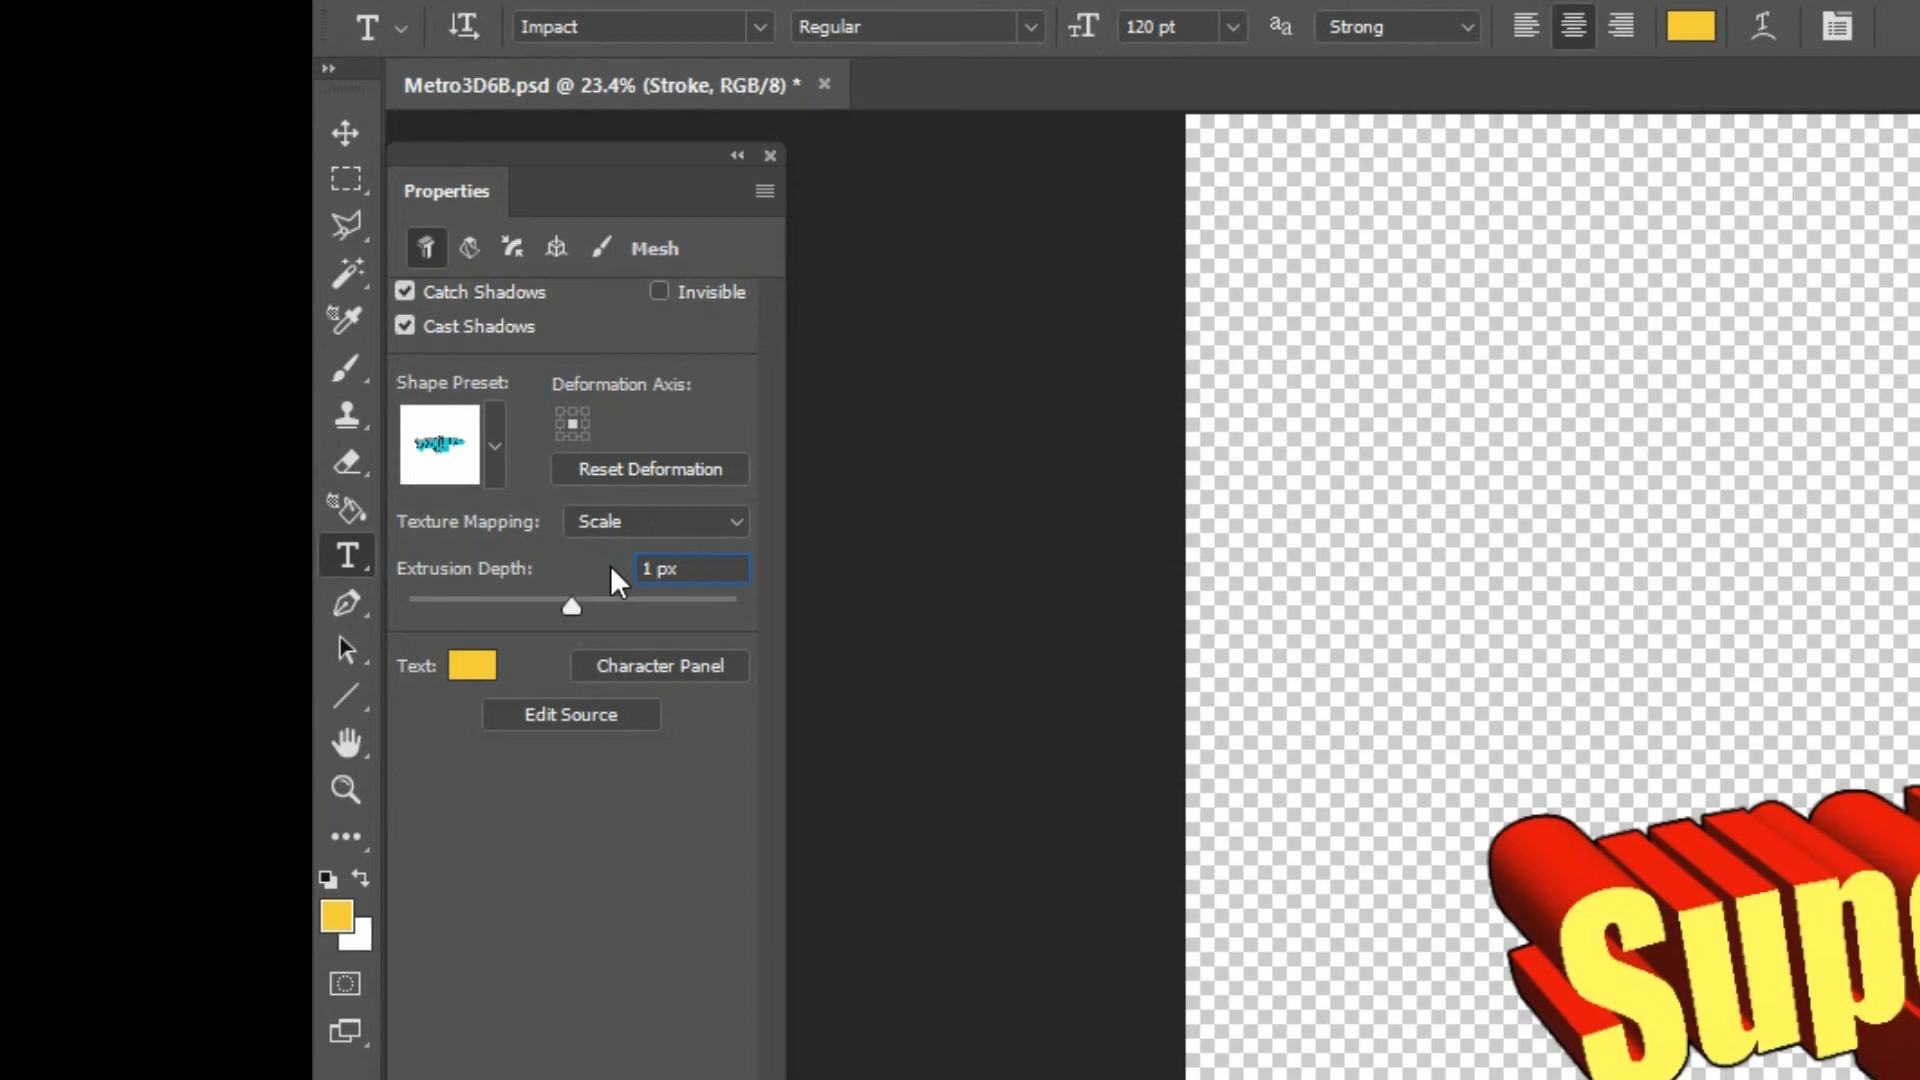 Impact Regular 120 pt Strong
Metro3D6B.psd @ 23.4% (Stroke, RGB/8) *
Properties
Mesh
Catch Shadows Invisible
Cast Shadows
Shape Preset: Deformation Axis:
Reset Deformation
Texture Mapping: Scale
Extrusion Depth: 1 px
Text: Character Panel
Edit Source
Sup